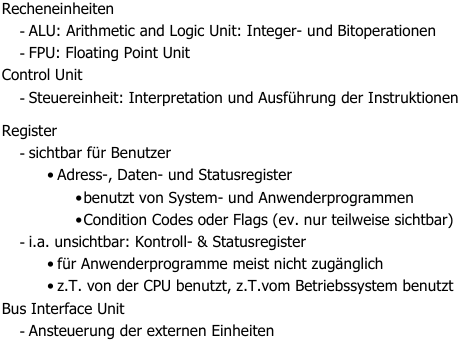 Recheneinheiten
- ALU: Arithmetic and Logic Unit: Integer- und Bitoperationen
- FPU: Floating Point Unit
Control Unit
- Steuereinheit: Interpretation und Ausführung der Instruktionen
Register
- sichtbar für Benutzer
• Adress-, Daten- und Statusregister
•benutzt von System- und Anwenderprogrammen
•Condition Codes oder Flags (ev. nur teilweise sichtbar)
- i.a. unsichtbar: Kontroll- & Statusregister
• für Anwenderprogramme meist nicht zugänglich
• z.T. von der CPU benutzt, z.T.vom Betriebssystem benutzt
Bus Interface Unit
- Ansteuerung der externen Einheiten